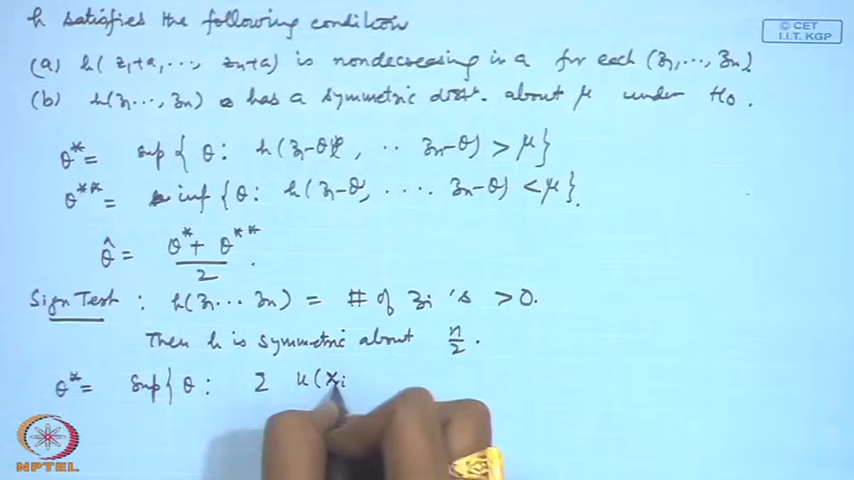 h satisfies the following condition
© CET
I.I.T. KGP
(a) h(z₁+a, ..., zₙ+a) is nondecreasing in a for each (z₁, ..., zₙ)
(b) h(z₁ ..., zₙ) has a symmetric dist. about μ under H₀.
θ* = sup { θ: h(z₁-θ, .. zₙ-θ) > μ}
θ** = inf {θ: h(z₁-θ, .... zₙ-θ) < μ}.
θ̂ = (θ* + θ**)/2 .
Sign Test : h(z₁ ... zₙ) = # of zᵢ 's > 0.
Then h is symmetric about n/2 .
θ* = Sup{ θ: Σ u(xᵢ
NPTEL